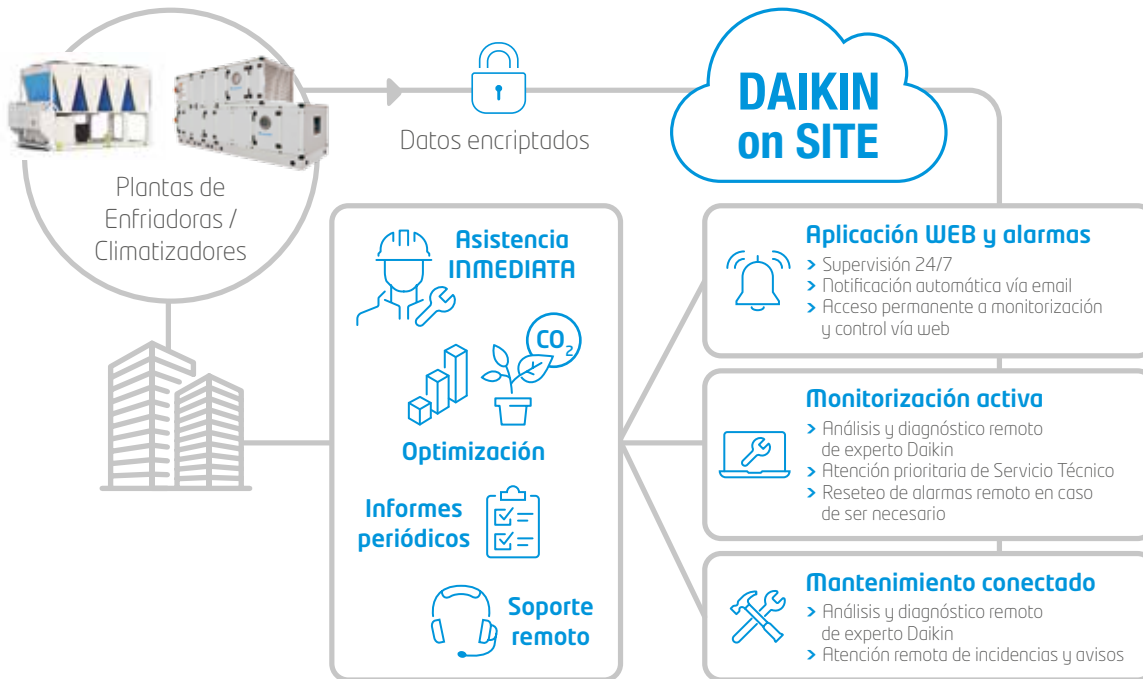 Plantas de
Enfriadoras /
Climatizadores
Datos encriptados
DAIKIN
on SITE
Asistencia
INMEDIATA
CO2
Optimización
Informes
periódicos
Soporte
remoto
Aplicación WEB y alarmas
> Supervisión 24/7
> Notificación automática vía email
> Acceso permanente a monitorización
y control vía web
Monitorización activa
> Análisis y diagnóstico remoto
de experto Daikin
> Atención prioritaria de Servicio Técnico
> Reseteo de alarmas remoto en caso
de ser necesario
Mantenimiento conectado
> Análisis y diagnóstico remoto
de experto Daikin
> Atención remota de incidencias y avisos